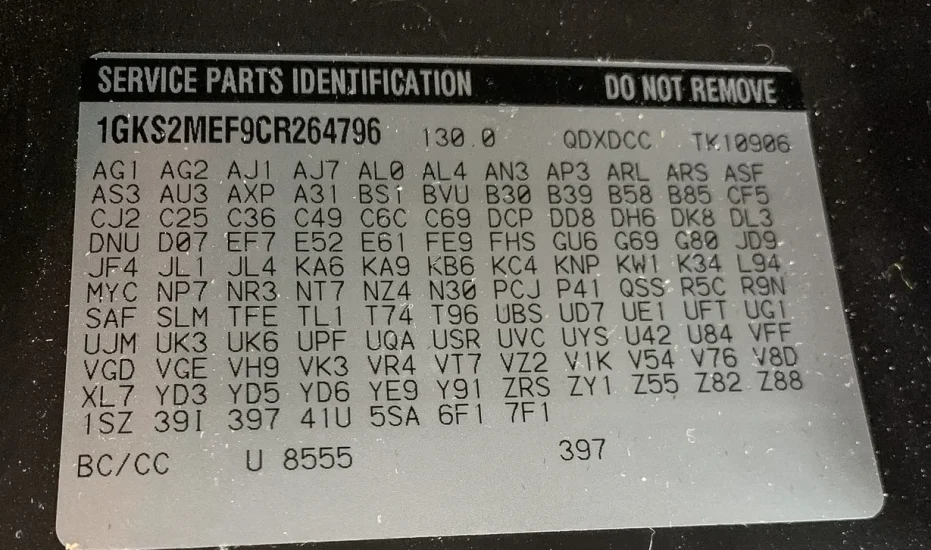 SERVICE PARTS IDENTIFICATION DO NOT REMOVE
1GKS2MEF9CR264796 130.0 QDXDCC TK10906
AG1 AG2 AJ1 AJ7 AL0 AL4 AN3 AP3 ARL ARS ASF
AS3 AU3 AXP A31 BS1 BVU B30 B39 B58 B85 CF5
CJ2 C25 C36 C49 C6C C69 DCP DD8 DH6 DK8 DL3
DNU D07 EF7 E52 E61 FE9 FHS GU6 G69 G80 JD9
JF4 JL1 JL4 KA6 KA9 KB6 KC4 KNP KW1 K34 L94
MYC NP7 NR3 NT7 NZ4 N30 PCJ P41 QSS R5C R9N
SAF SLM TFE TL1 T74 T96 UBS UD7 UE1 UFT UG1
UJM UK3 UK6 UPF UQA USR UVC UYS U42 U84 VFF
VGD VGE VH9 VK3 VR4 VT7 VZ2 V1K V54 V76 V8D
XL7 YD3 YD5 YD6 YE9 Y91 ZRS ZY1 Z55 Z82 Z88
1SZ 39I 397 41U 5SA 6F1 7F1
BC/CC U 8555 397